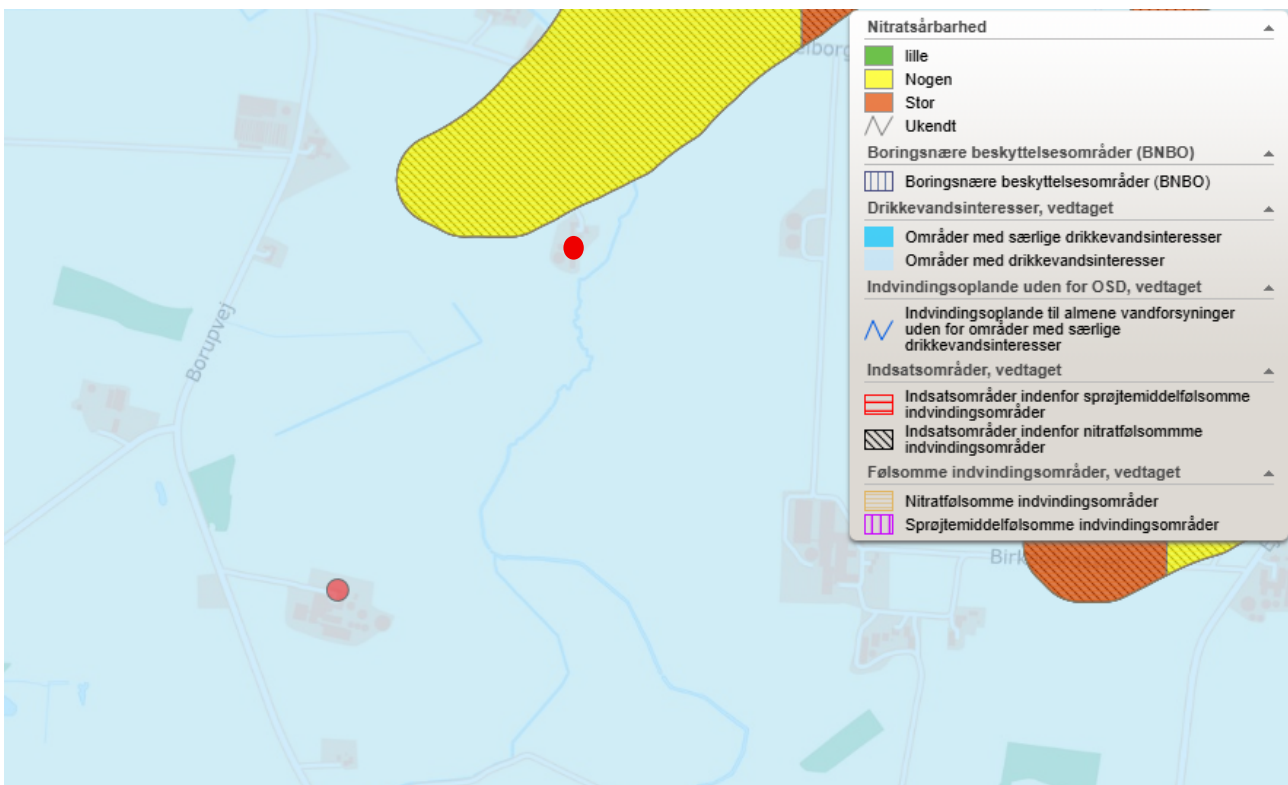 Nitratsårbarhed
lille
Nogen
Stor
Ukendt
Boringsnære beskyttelsesområder (BNBO)
Boringsnære beskyttelsesområder (BNBO)
Drikkevandsinteresser, vedtaget
Områder med særlige drikkevandsinteresser
Områder med drikkevandsinteresser
Indvindingsoplande uden for OSD, vedtaget
Indvindingsoplande til almene vandforsyninger
uden for områder med særlige
drikkevandsinteresser
Indsatsområder, vedtaget
Indsatsområder indenfor sprøjtemiddelfølsomme
indvindingsområder
Indsatsområder indenfor nitratfølsommme
indvindingsområder
Følsomme indvindingsområder, vedtaget
Nitratfølsomme indvindingsområder
Sprøjtemiddelfølsomme indvindingsområder
Borupvej